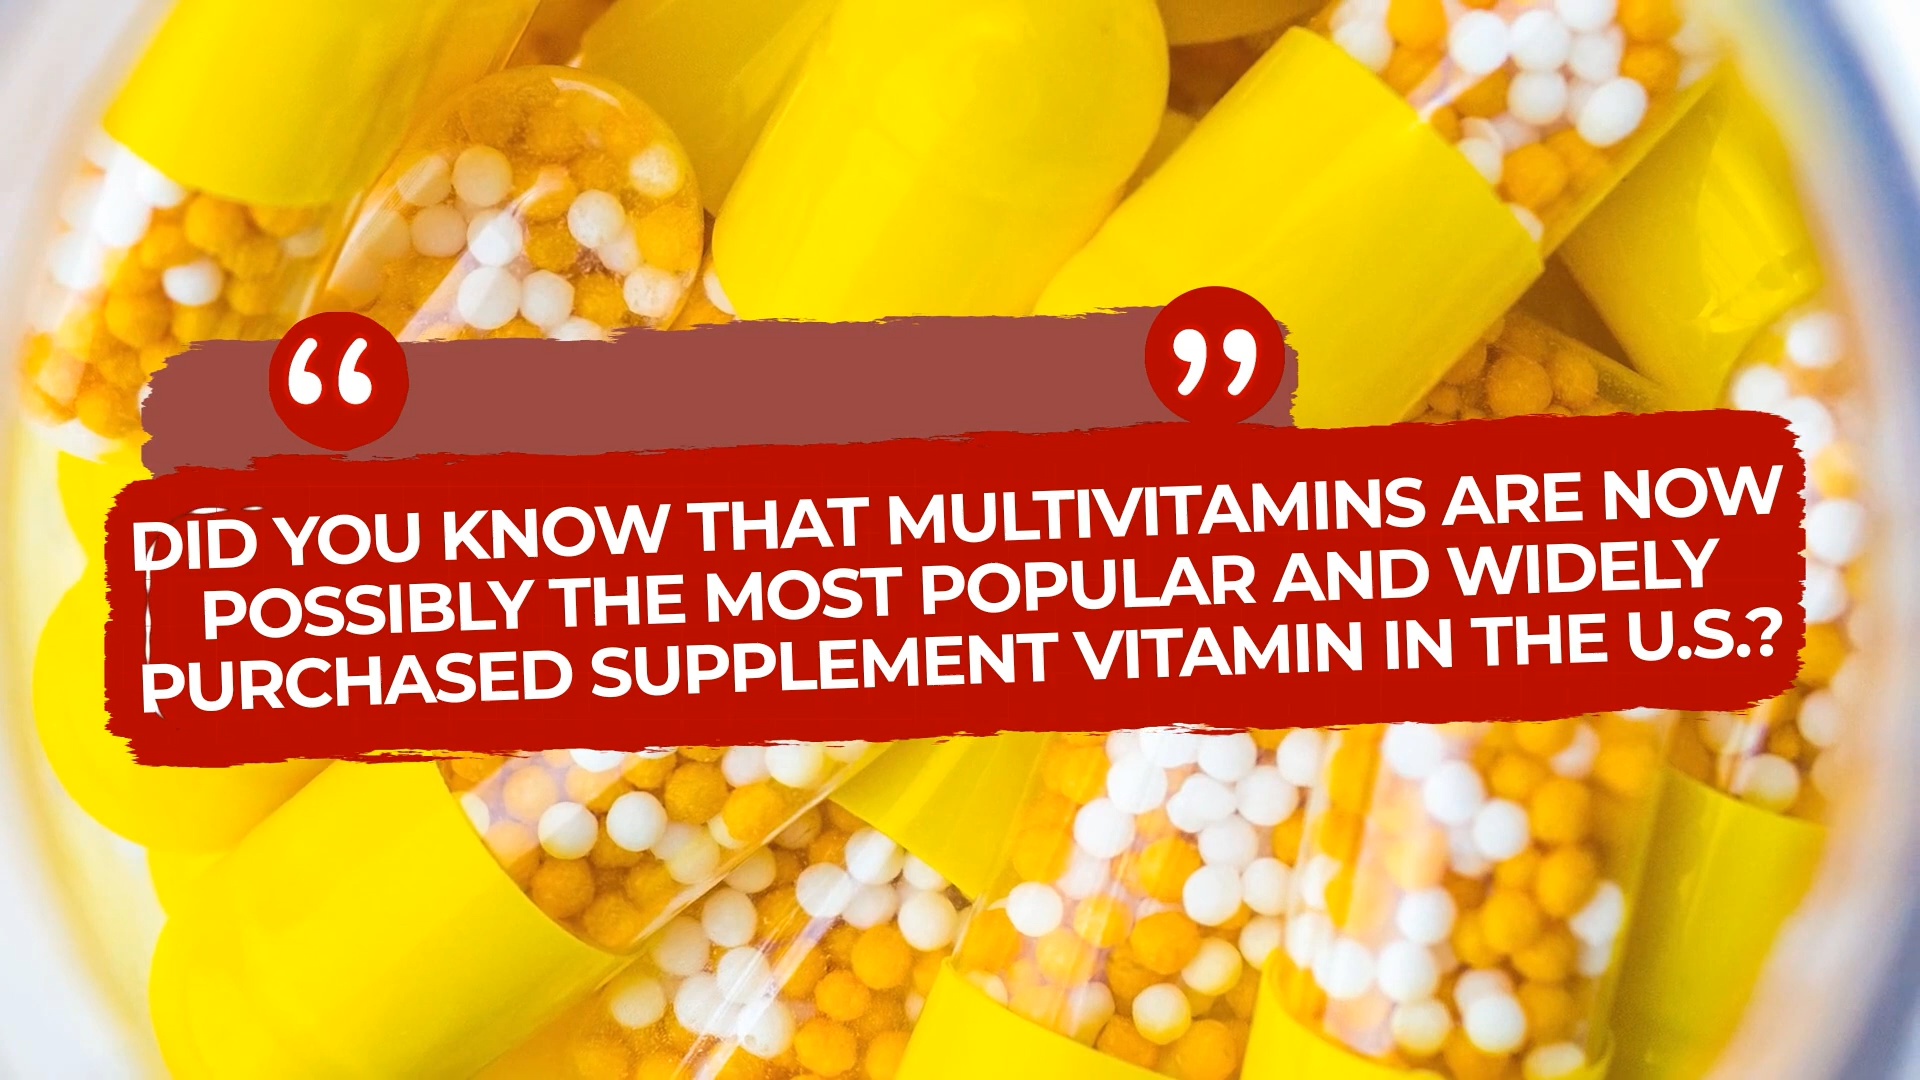 “ ”
DID YOU KNOW THAT MULTIVITAMINS ARE NOW
POSSIBLY THE MOST POPULAR AND WIDELY
PURCHASED SUPPLEMENT VITAMIN IN THE U.S.?